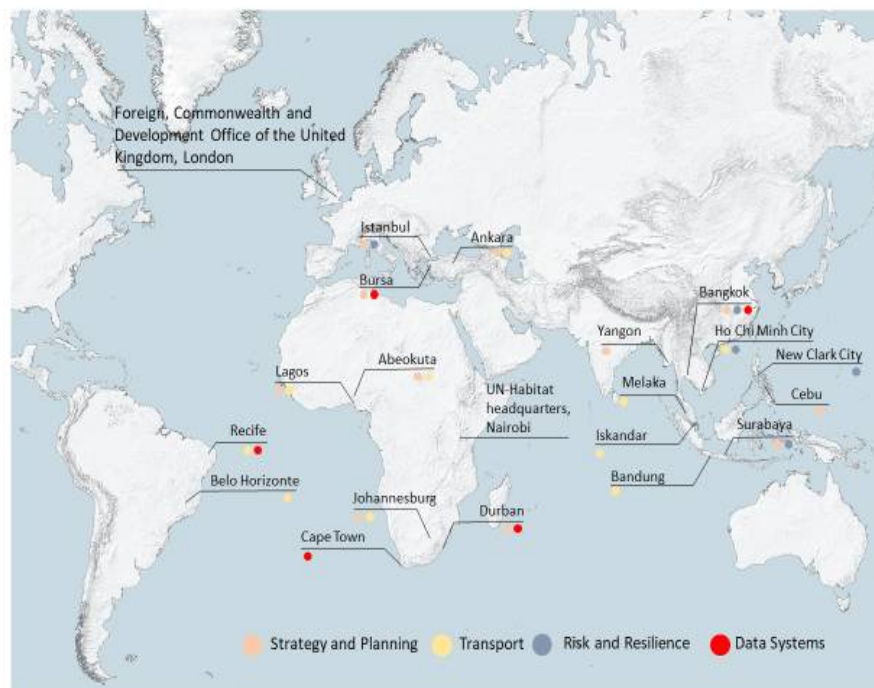 Foreign, Commonwealth and
Development Office of the United
Kingdom, London
Istanbul
Ankara
Bursa
Bangkok
Yangon
Ho Chi Minh City
New Clark City
Abeokuta
Lagos
UN-Habitat
headquarters,
Nairobi
Melaka
Cebu
Recife
Iskandar
Surabaya
Belo Horizonte
Bandung
Johannesburg
Durban
Cape Town
Strategy and Planning
Transport
Risk and Resilience
Data Systems